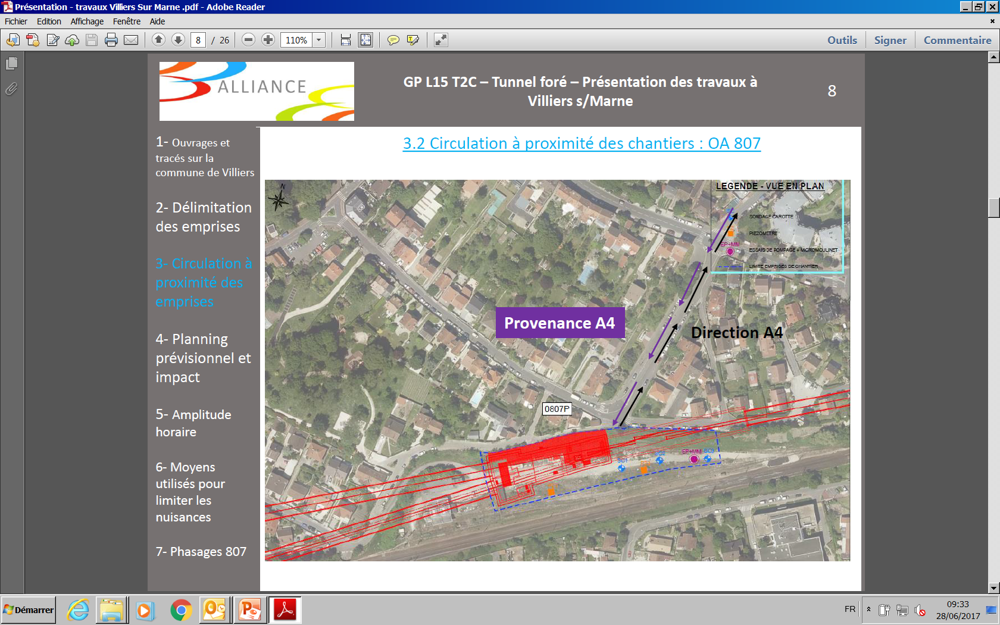 Présentation - travaux Villiers Sur Marne .pdf - Adobe Reader
Fichier Edition Affichage Fenêtre Aide
8 / 26 110% Outils Signer Commentaire
ALLIANCE
GP L15 T2C – Tunnel foré – Présentation des travaux à
Villiers s/Marne
8
1- Ouvrages et
tracés sur la
commune de Villiers
2- Délimitation
des emprises
3- Circulation à
proximité des
emprises
4- Planning
prévisionnel et
impact
5- Amplitude
horaire
6- Moyens
utilisés pour
limiter les
nuisances
7- Phasages 807
3.2 Circulation à proximité des chantiers : OA 807
N
LEGENDE - VUE EN PLAN
SONDAGE CAROTTE
PIEZOMETRE
EP+MM
ESSAIS DE POMPAGE + MICROMOULINET
LIMITE EMPRISES DE CHANTIER
Provenance A4
Direction A4
0807P
SC1
SC2
EP+MM
SC3
Démarrer
FR
09:33
28/06/2017